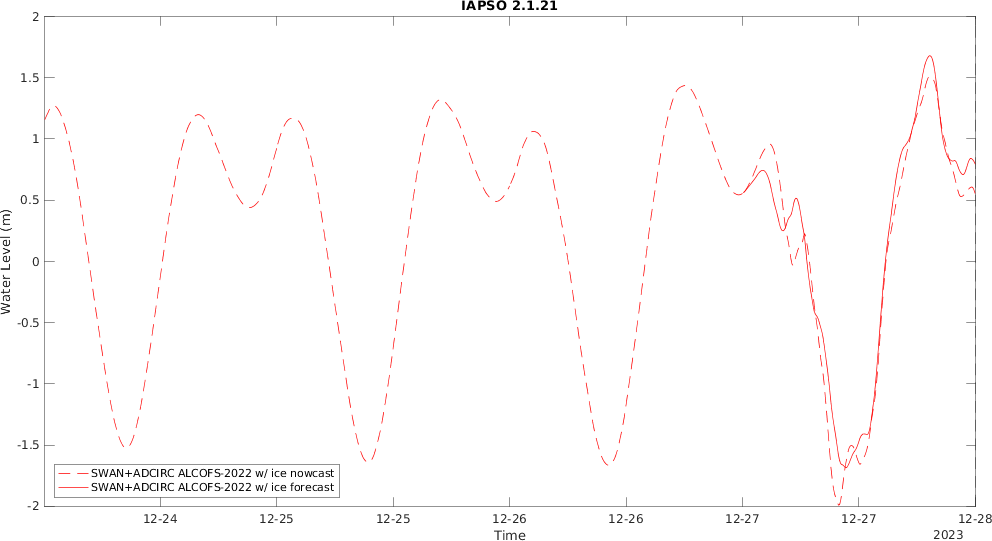 IAPSO 2.1.21
2
1.5
1
0.5
0
-0.5
-1
-1.5
-2
Water Level (m)
SWAN+ADCIRC ALCOFS-2022 w/ ice nowcast
SWAN+ADCIRC ALCOFS-2022 w/ ice forecast
12-24 12-25 12-25 12-26 12-26 12-27 12-27 12-28
Time
2023